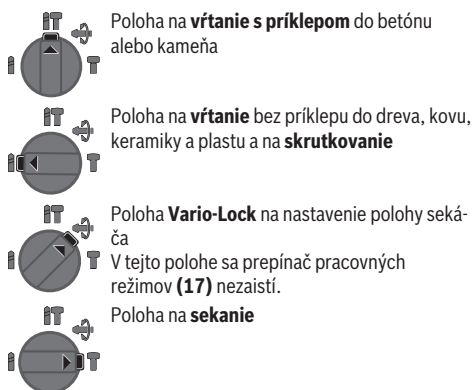 Poloha na vŕtanie s príklepom do betónu
alebo kameňa
Poloha na vŕtanie bez príklepu do dreva, kovu,
keramiky a plastu a na skrutkovanie
Poloha Vario-Lock na nastavenie polohy seká-
ča
V tejto polohe sa prepínač pracovných
režimov (17) nezaistí.
Poloha na sekanie